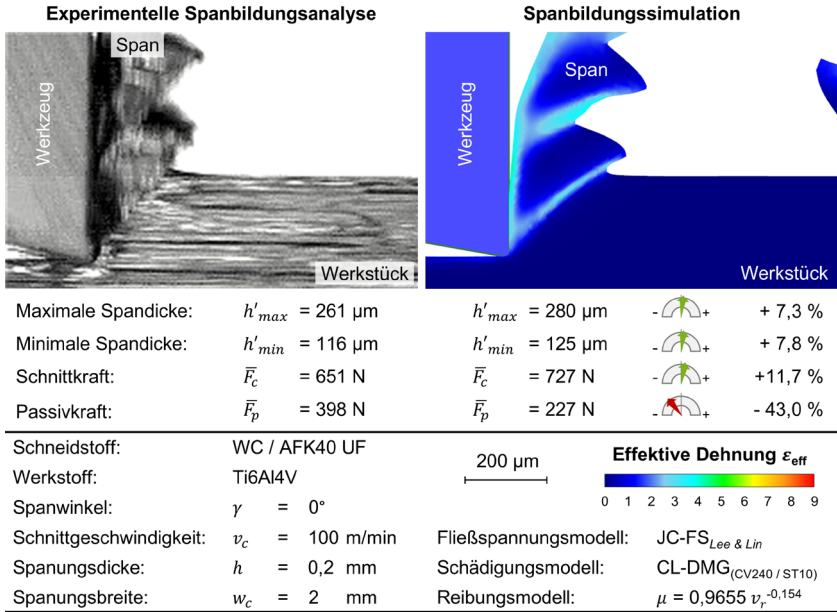 Experimentelle Spanbildungsanalyse
Spanbildungssimulation
Span
Werkzeug
Werkstück
Span
Werkzeug
Werkstück
Maximale Spandicke: h'max = 261 µm h'max = 280 µm - + + 7,3 %
Minimale Spandicke: h'min = 116 µm h'min = 125 µm - + + 7,8 %
Schnittkraft: F̅c = 651 N F̅c = 727 N - + +11,7 %
Passivkraft: F̅p = 398 N F̅p = 227 N - + - 43,0 %
Schneidstoff: WC / AFK40 UF
Werkstoff: Ti6Al4V
Spanwinkel: γ = 0°
Schnittgeschwindigkeit: vc = 100 m/min
Spanungsdicke: h = 0,2 mm
Spanungsbreite: wc = 2 mm
200 µm
Effektive Dehnung εeff
0 1 2 3 4 5 6 7 8 9
Fließspannungsmodell: JC-FS Lee & Lin
Schädigungsmodell: CL-DMG(CV240 / ST10)
Reibungsmodell: µ = 0,9655 vr^-0,154